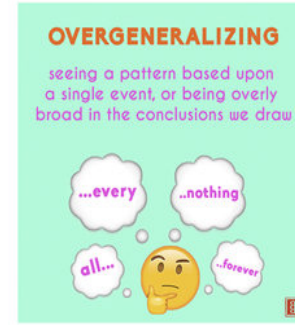 OVERGENERALIZING
seeing a pattern based upon
a single event, or being overly
broad in the conclusions we draw
...every
..nothing
all...
..forever